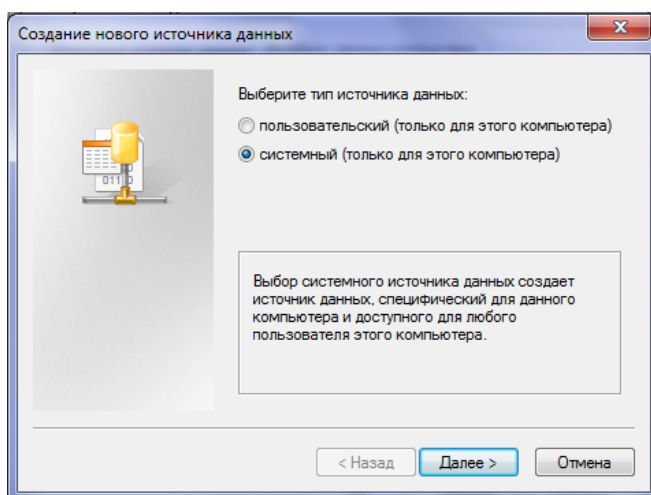 Создание нового источника данных
Выберите тип источника данных:
пользовательский (только для этого компьютера)
системный (только для этого компьютера)
Выбор системного источника данных создает
источник данных, специфический для данного
компьютера и доступного для любого
пользователя этого компьютера.
< Назад
Далее >
Отмена